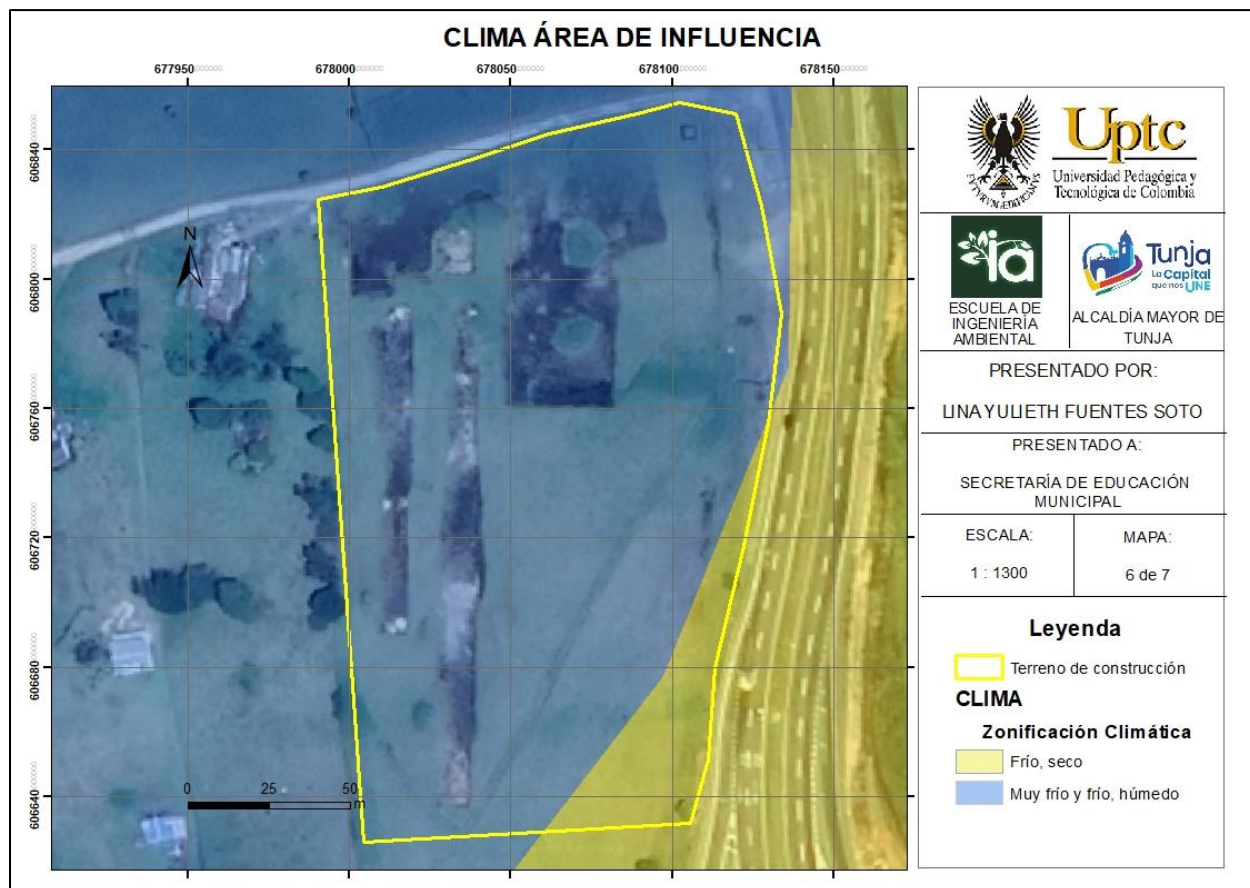 CLIMA ÁREA DE INFLUENCIA
677950 678000 678050 678100 678150
606840
606800
606760
606720
606680
606640
N
0 25 50
m
Uptc
Universidad Pedagógica y
Tecnológica de Colombia
ia
ESCUELA DE
INGENIERÍA
AMBIENTAL
Tunja
La Capital
que nos UNE
ALCALDÍA MAYOR DE
TUNJA
PRESENTADO POR:
LINA YULIETH FUENTES SOTO
PRESENTADO A:
SECRETARÍA DE EDUCACIÓN
MUNICIPAL
ESCALA:
1 : 1300
MAPA:
6 de 7
Leyenda
Terreno de construcción
CLIMA
Zonificación Climática
Frío, seco
Muy frío y frío, húmedo